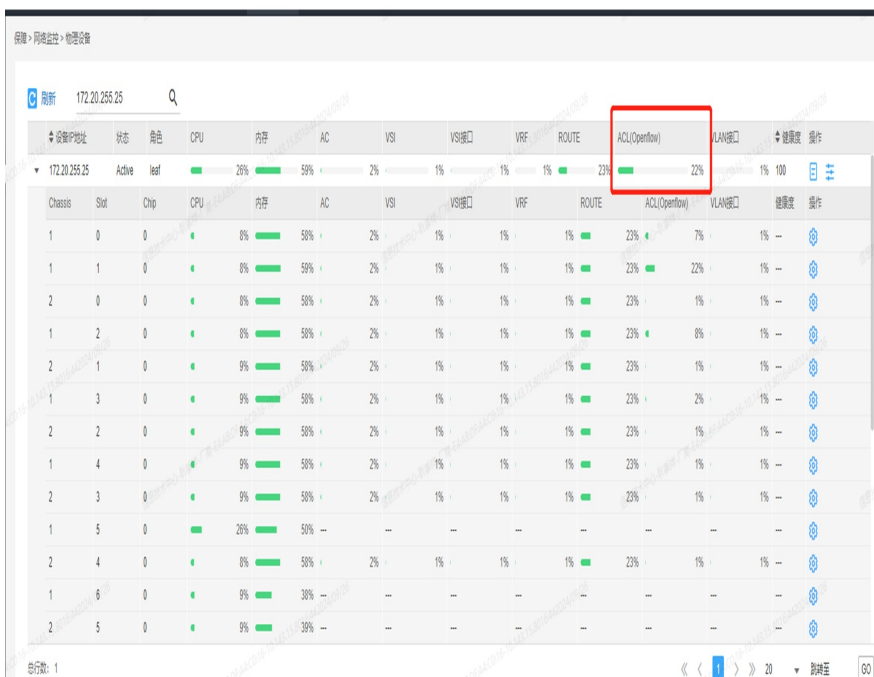 保障 > 网络监控 > 物理设备
刷新 172.20.255.25
设备IP地址 状态 角色 CPU 内存 AC VSI VSI接口 VRF ROUTE ACL(Openflow) VLAN接口 健康度 操作
172.20.255.25 Active leaf 26% 59% 2% 1% 1% 1% 23% 22% 1% 100
Chassis Slot Chip CPU 内存 AC VSI VSI接口 VRF ROUTE ACL(Openflow) VLAN接口 健康度 操作
1 0 0 8% 58% 2% 1% 1% 1% 23% 7% 1% ---
1 1 0 8% 59% 2% 1% 1% 1% 23% 22% 1% ---
2 0 0 8% 58% 2% 1% 1% 1% 23% 1% 1% ---
1 2 0 8% 58% 2% 1% 1% 1% 23% 8% 1% ---
2 1 0 9% 58% 2% 1% 1% 1% 23% 1% 1% ---
1 3 0 9% 58% 2% 1% 1% 1% 23% 2% 1% ---
2 2 0 9% 58% 2% 1% 1% 1% 23% 1% 1% ---
1 4 0 9% 58% 2% 1% 1% 1% 23% 1% 1% ---
2 3 0 9% 58% 2% 1% 1% 1% 23% 1% 1% ---
1 5 0 26% 50% --- --- --- --- --- --- --- ---
2 4 0 8% 58% 2% 1% 1% 1% 23% 1% 1% ---
1 6 0 9% 38% --- --- --- --- --- --- --- ---
2 5 0 9% 39% --- --- --- --- --- --- --- ---
总行数: 1 《 〈 1 〉 》 20 跳转至 GO